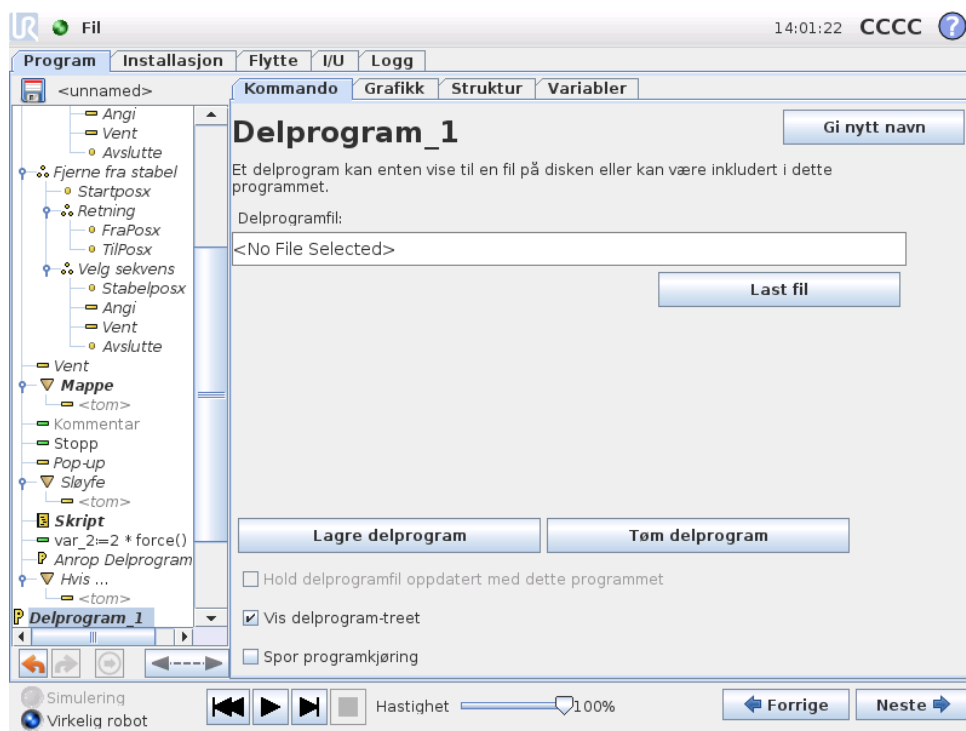 UR Fil 14:01:22 CCCC ?
Program Installasjon Flytte I/U Logg
<unnamed>
Kommando Grafikk Struktur Variabler
Angi
Vent
Avslutte
Fjerne fra stabel
Startposx
Retning
FraPosx
TilPosx
Velg sekvens
Stabelposx
Angi
Vent
Avslutte
Vent
Mappe
<tom>
Kommentar
Stopp
Pop-up
Sløyfe
<tom>
Skript
var_2:=2 * force()
Anrop Delprogram
Hvis ...
<tom>
Delprogram_1
Delprogram_1
Gi nytt navn
Et delprogram kan enten vise til en fil på disken eller kan være inkludert i dette
programmet.
Delprogramfil:
<No File Selected>
Last fil
Lagre delprogram Tøm delprogram
Hold delprogramfil oppdatert med dette programmet
Vis delprogram-treet
Spor programkjøring
Simulering
Virkelig robot
Hastighet 100%
Forrige Neste